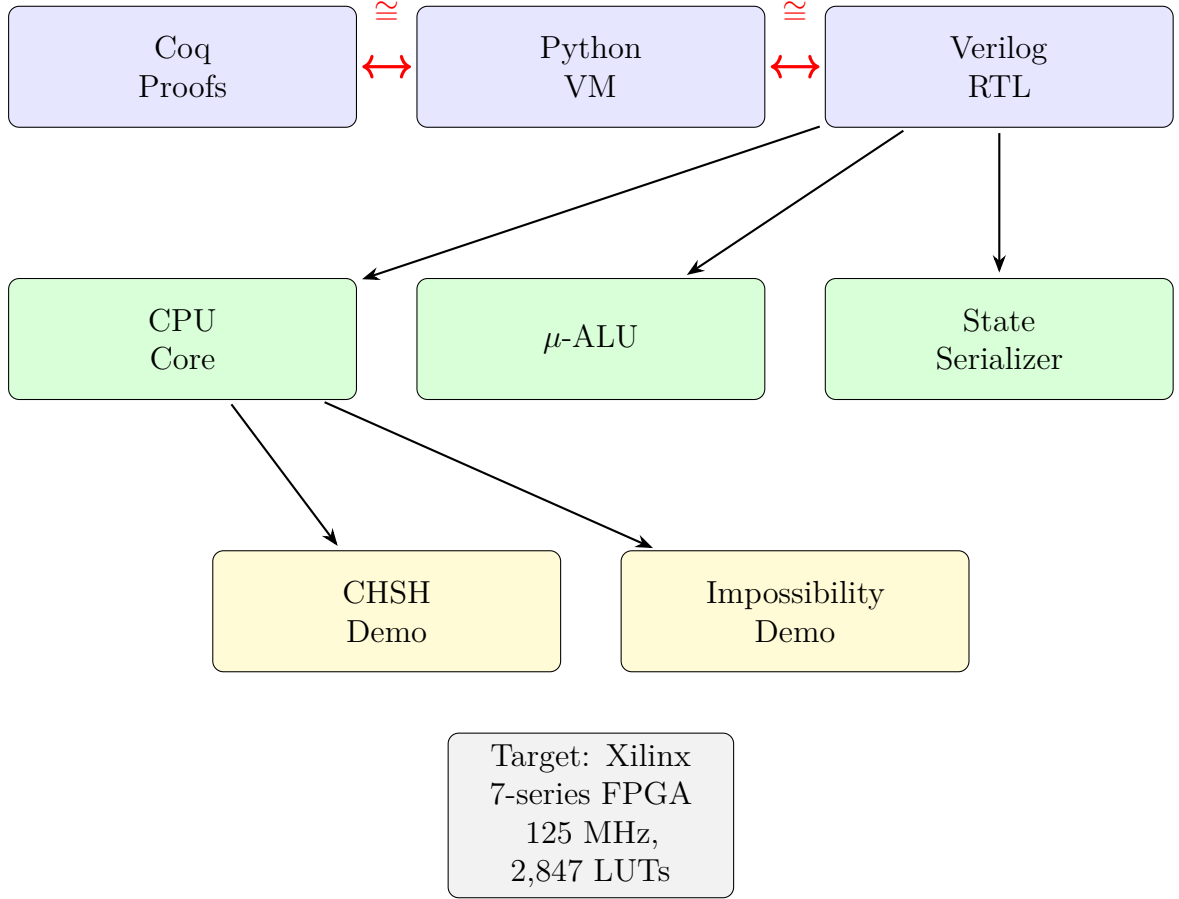 ≅ ≅
Coq
Proofs
Python
VM
Verilog
RTL
CPU
Core
μ-ALU
State
Serializer
CHSH
Demo
Impossibility
Demo
Target: Xilinx
7-series FPGA
125 MHz,
2,847 LUTs